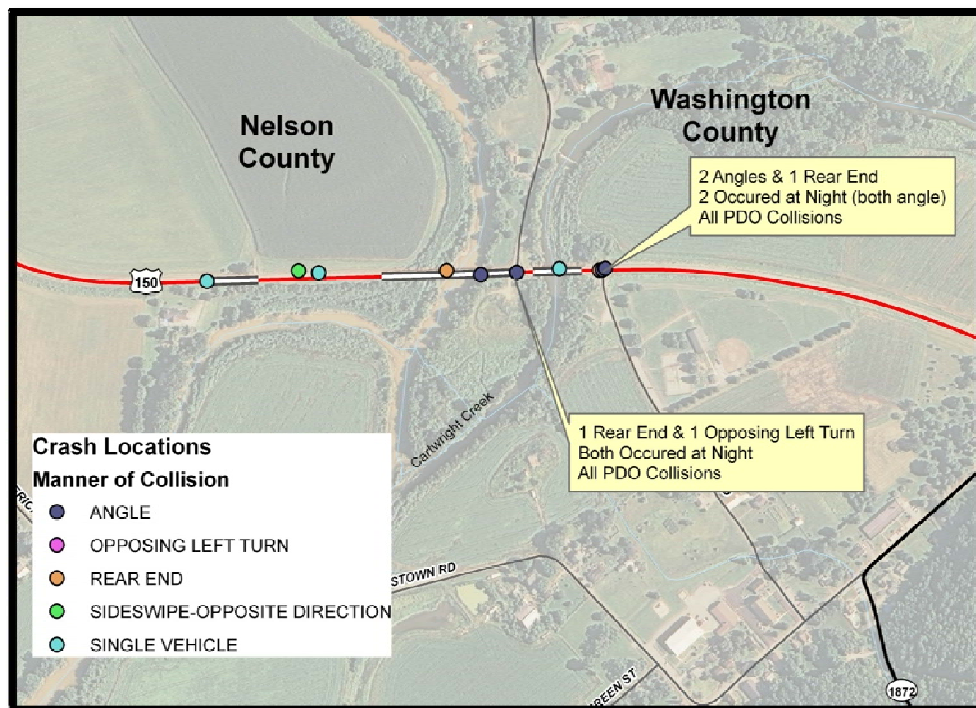 Nelson
County
Washington
County
2 Angles & 1 Rear End
2 Occured at Night (both angle)
All PDO Collisions
150
Cartwright Creek
1 Rear End & 1 Opposing Left Turn
Both Occured at Night
All PDO Collisions
Crash Locations
Manner of Collision
ANGLE
OPPOSING LEFT TURN
REAR END
SIDESWIPE-OPPOSITE DIRECTION
SINGLE VEHICLE
STOWN RD
REEN ST
1872